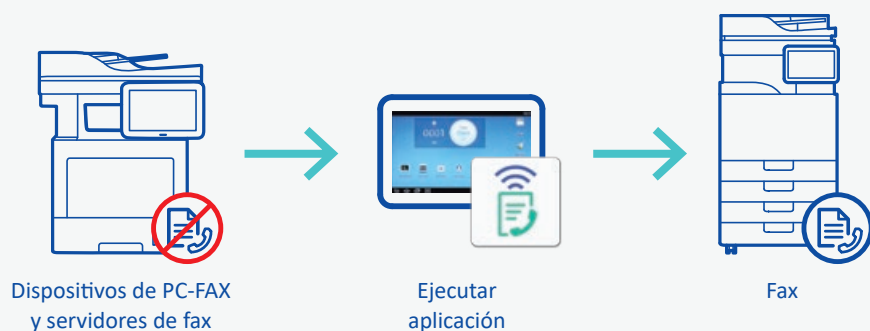 Dispositivos de PC-FAX
y servidores de fax
Ejecutar
aplicación
Fax